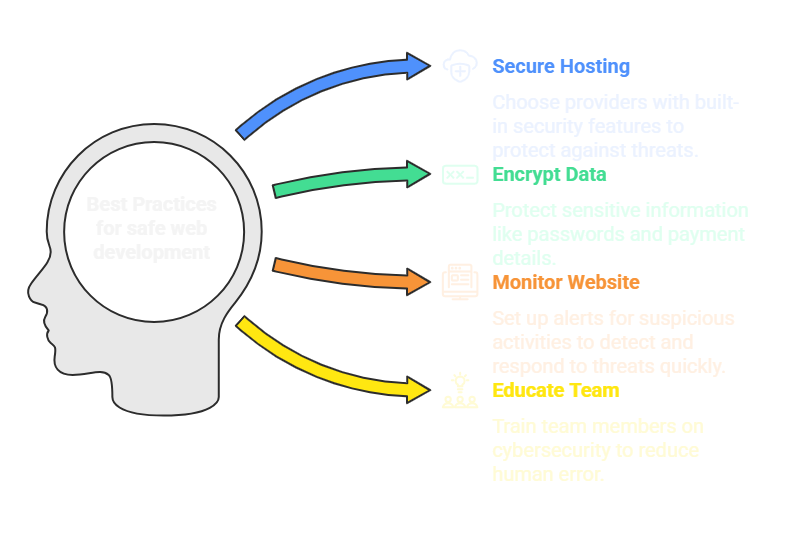 Best Practices
for safe web
development
Secure Hosting
Choose providers with built-
in security features to
protect against threats.
Encrypt Data
Protect sensitive information
like passwords and payment
details.
Monitor Website
Set up alerts for suspicious
activities to detect and
respond to threats quickly.
Educate Team
Train team members on
cybersecurity to reduce
human error.